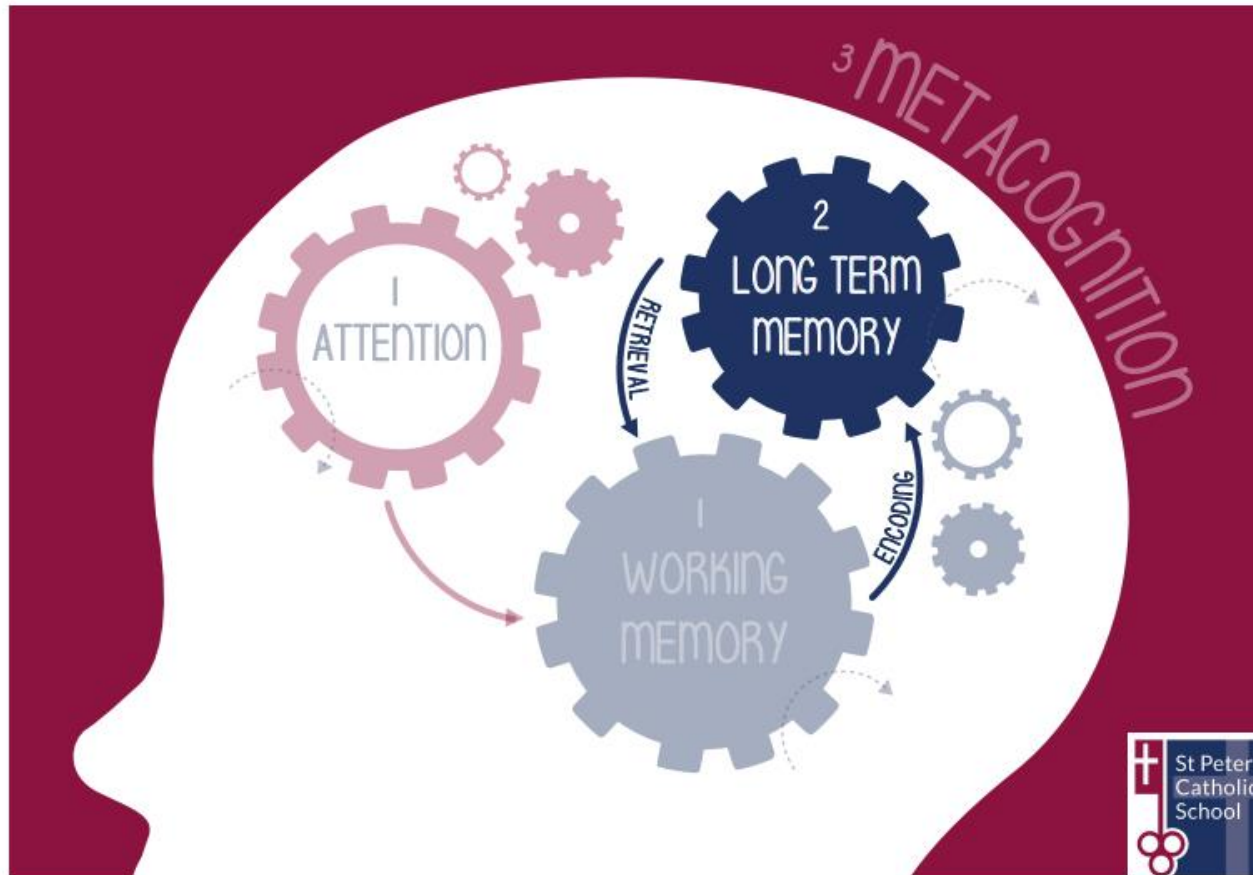 3 METACOGNITION
1
ATTENTION
2
LONG TERM
MEMORY
RETRIEVAL
ENCODING
1
WORKING
MEMORY
St Peter
Catholic
School